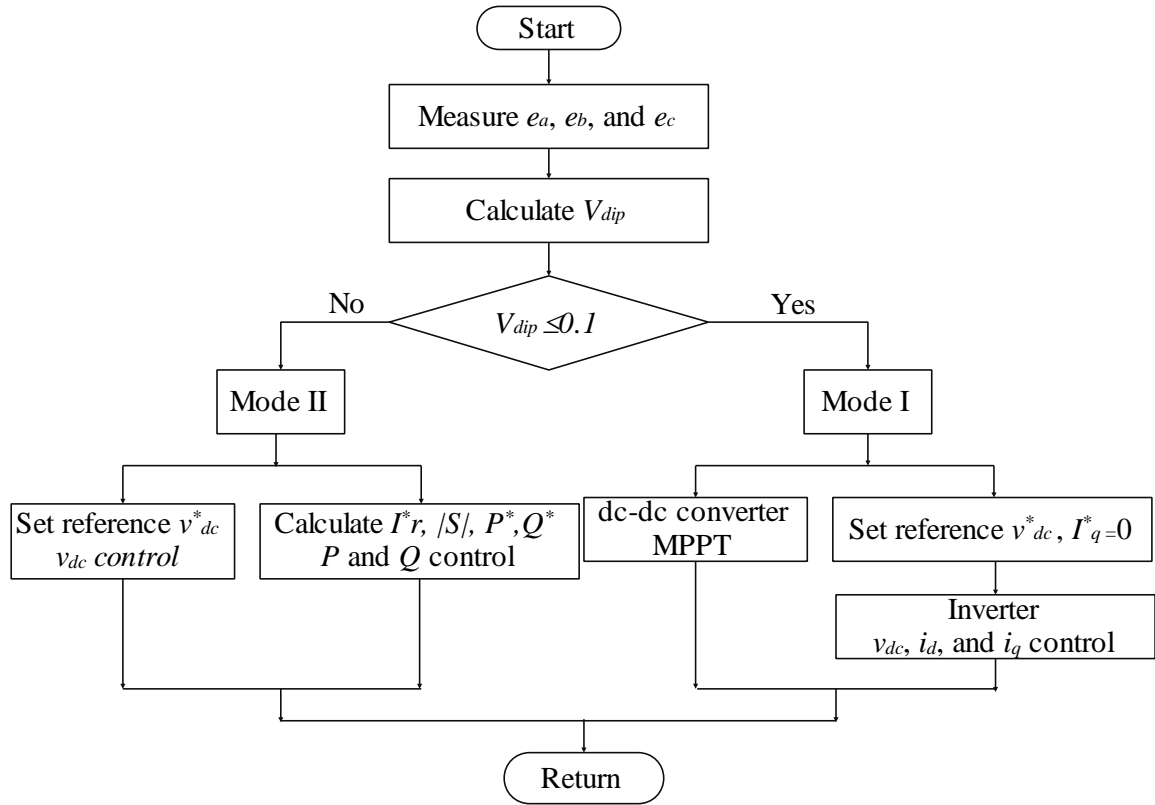 Start
Measure ea, eb, and ec
Calculate Vdip
No
Yes
Vdip ≤0.1
Mode II
Mode I
Set reference v*dc
vdc control
Calculate I*r, |S|, P*,Q*
P and Q control
dc-dc converter
MPPT
Set reference v*dc , I*q =0
Inverter
vdc, id, and iq control
Return